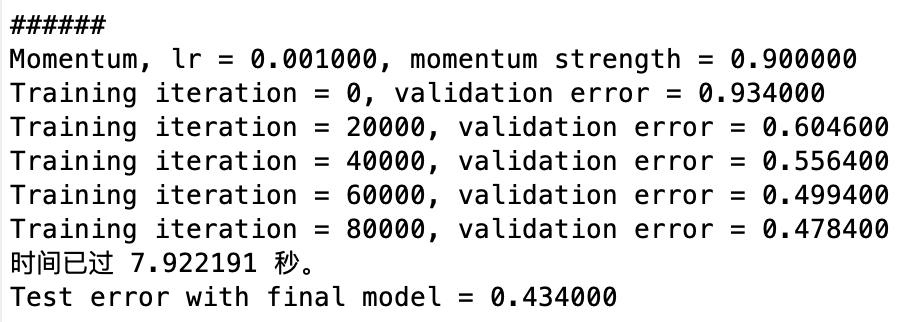 ######
Momentum, lr = 0.001000, momentum strength = 0.900000
Training iteration = 0, validation error = 0.934000
Training iteration = 20000, validation error = 0.604600
Training iteration = 40000, validation error = 0.556400
Training iteration = 60000, validation error = 0.499400
Training iteration = 80000, validation error = 0.478400
时间已过 7.922191 秒。
Test error with final model = 0.434000